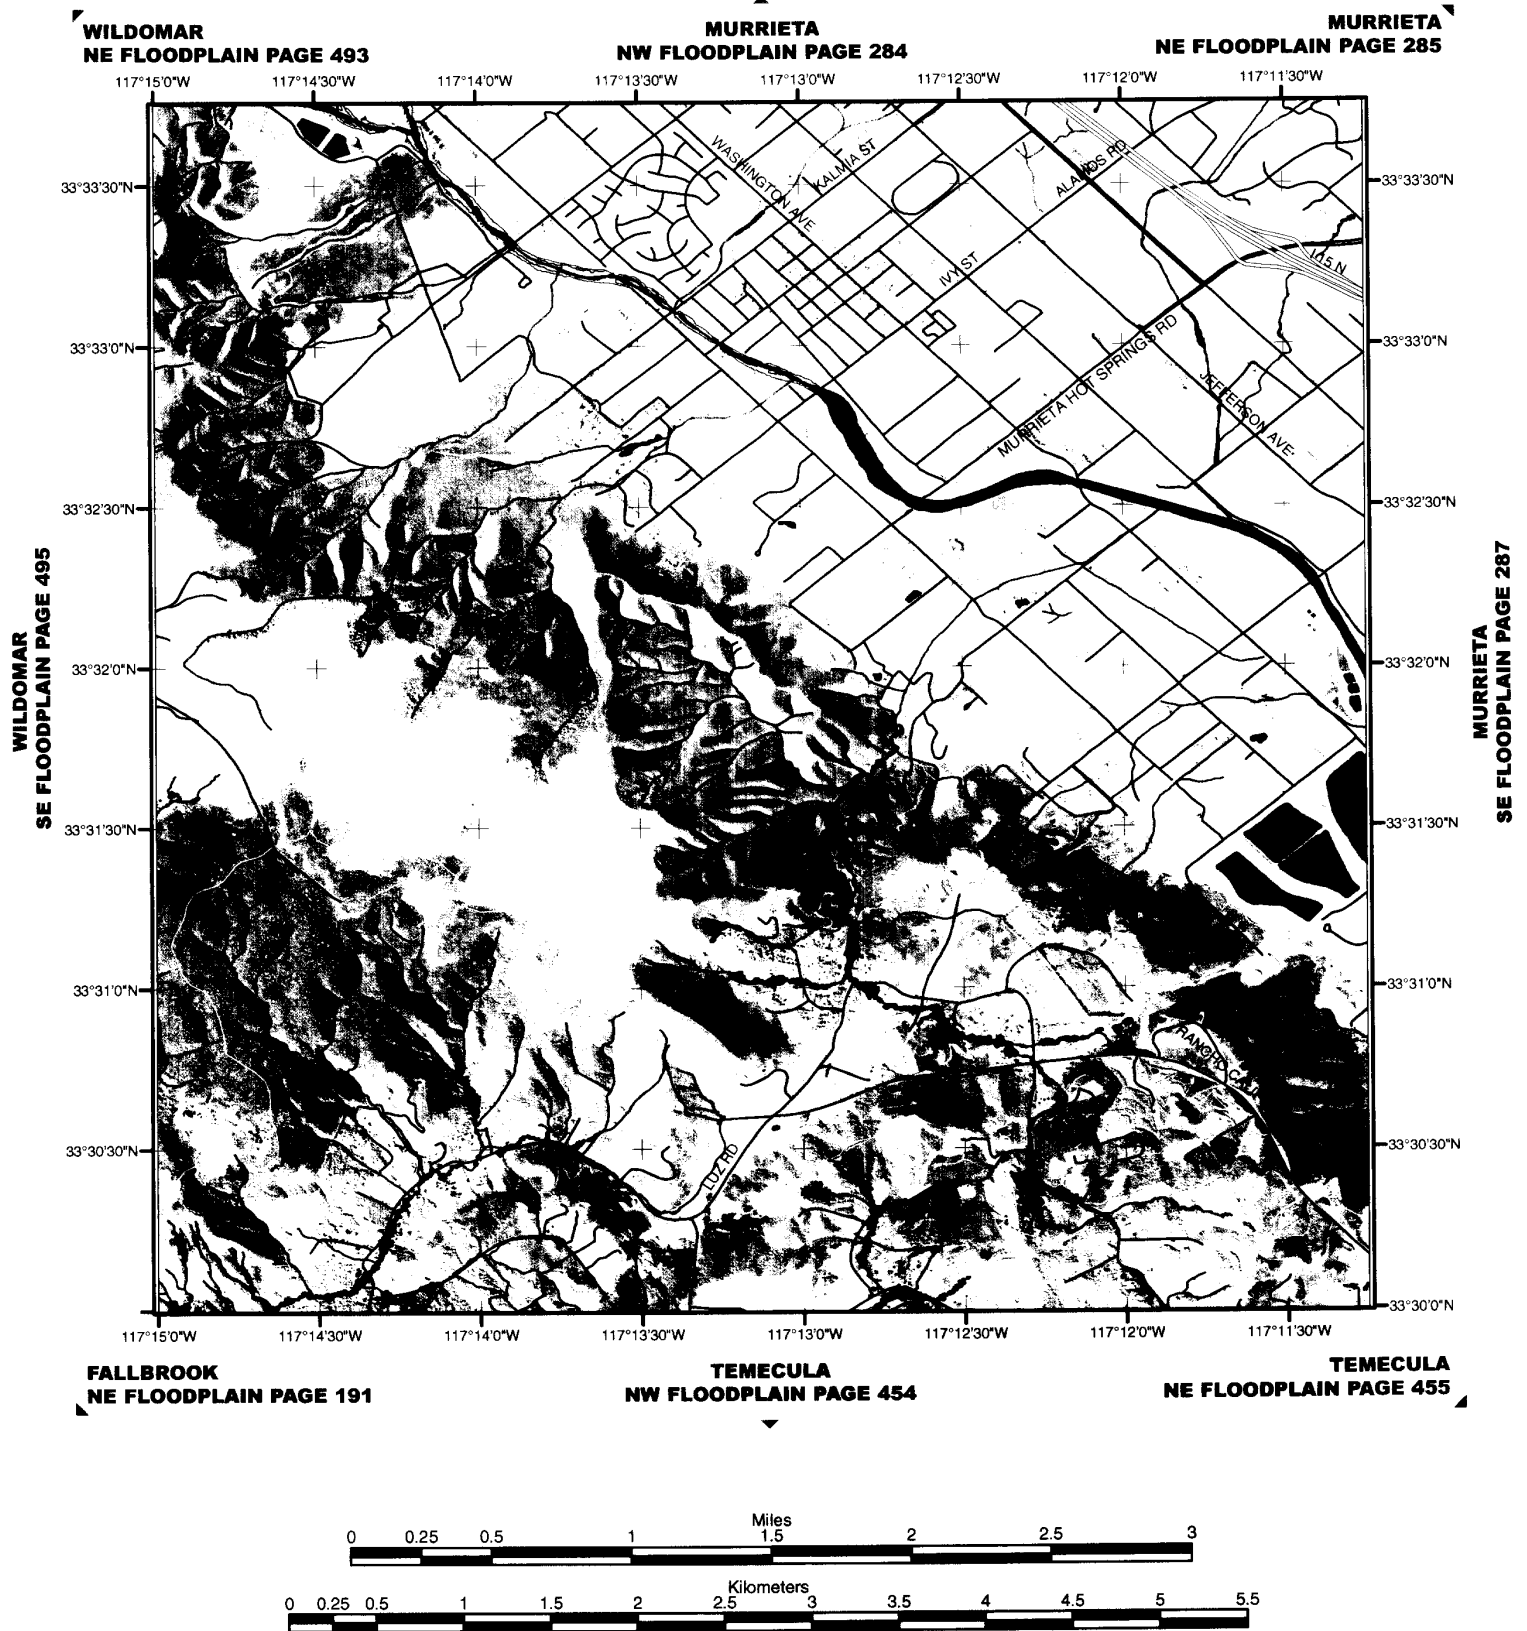 WILDOMAR
NE FLOODPLAIN PAGE 493
MURRIETA
NW FLOODPLAIN PAGE 284
MURRIETA
NE FLOODPLAIN PAGE 285
117°15'0"W 117°14'30"W 117°14'0"W 117°13'30"W 117°13'0"W 117°12'30"W 117°12'0"W 117°11'30"W
WASHINGTON AVE
KALMIA ST
ALAMOS RD
33°33'30"N 33°33'30"N
IVY ST
I-15 N
33°33'0"N 33°33'0"N
MURRIETA HOT SPRINGS RD
JEFFERSON AVE
33°32'30"N 33°32'30"N
WILDOMAR
SE FLOODPLAIN PAGE 495
MURRIETA
SE FLOODPLAIN PAGE 287
33°32'0"N 33°32'0"N
33°31'30"N 33°31'30"N
33°31'0"N 33°31'0"N
RANCHO CA
33°30'30"N 33°30'30"N
LUZ RD
33°30'0"N
117°15'0"W 117°14'30"W 117°14'0"W 117°13'30"W 117°13'0"W 117°12'30"W 117°12'0"W 117°11'30"W
FALLBROOK
NE FLOODPLAIN PAGE 191
TEMECULA
NW FLOODPLAIN PAGE 454
TEMECULA
NE FLOODPLAIN PAGE 455
Miles
0 0.25 0.5 1 1.5 2 2.5 3
Kilometers
0 0.25 0.5 1 1.5 2 2.5 3 3.5 4 4.5 5 5.5